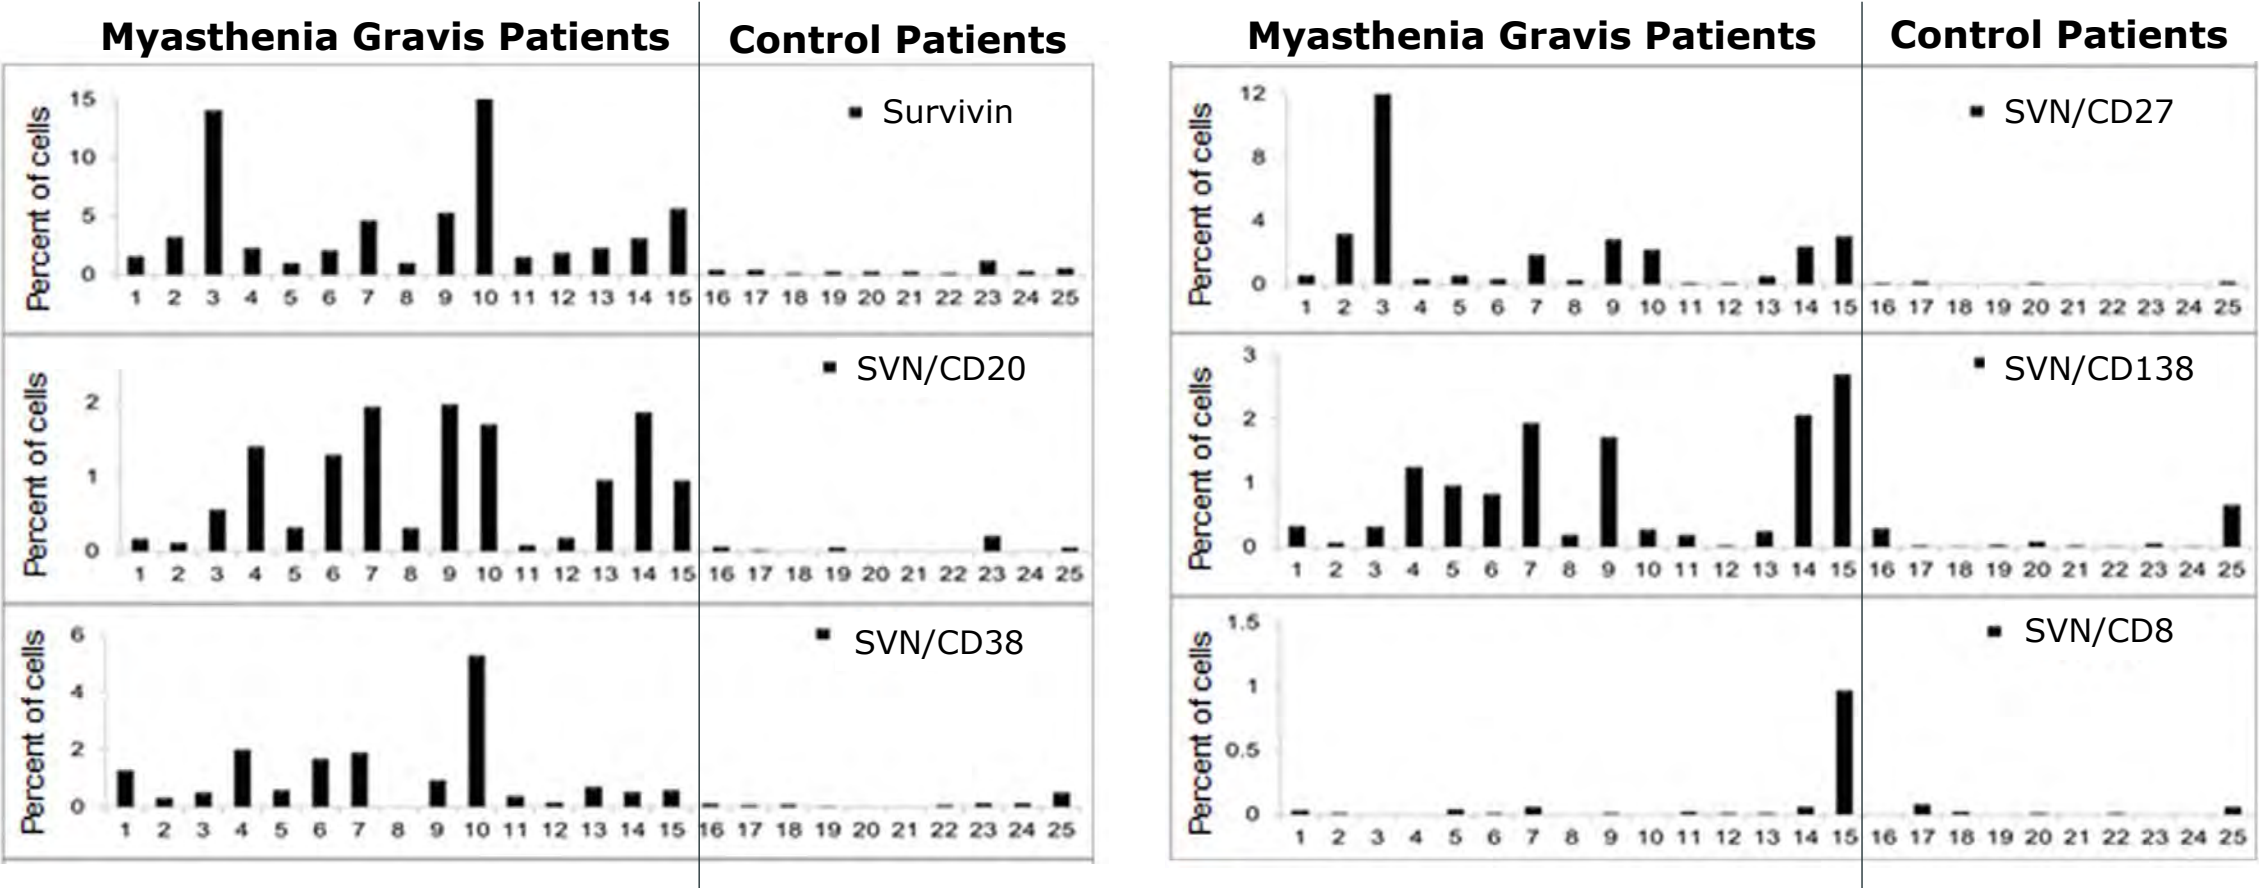 Myasthenia Gravis Patients Control Patients
Percent of cells
15
10
5
0
Survivin
1 2 3 4 5 6 7 8 9 10 11 12 13 14 15 16 17 18 19 20 21 22 23 24 25
Percent of cells
2
1
0
SVN/CD20
1 2 3 4 5 6 7 8 9 10 11 12 13 14 15 16 17 18 19 20 21 22 23 24 25
Percent of cells
6
4
2
0
SVN/CD38
1 2 3 4 5 6 7 8 9 10 11 12 13 14 15 16 17 18 19 20 21 22 23 24 25
Myasthenia Gravis Patients Control Patients
Percent of cells
12
8
4
0
SVN/CD27
1 2 3 4 5 6 7 8 9 10 11 12 13 14 15 16 17 18 19 20 21 22 23 24 25
Percent of cells
3
2
1
0
SVN/CD138
1 2 3 4 5 6 7 8 9 10 11 12 13 14 15 16 17 18 19 20 21 22 23 24 25
Percent of cells
1.5
1
0.5
0
SVN/CD8
1 2 3 4 5 6 7 8 9 10 11 12 13 14 15 16 17 18 19 20 21 22 23 24 25